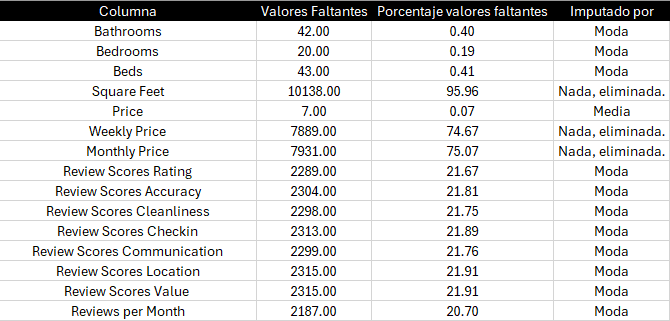 Columna Valores Faltantes Porcentaje valores faltantes Imputado por
Bathrooms 42.00 0.40 Moda
Bedrooms 20.00 0.19 Moda
Beds 43.00 0.41 Moda
Square Feet 10138.00 95.96 Nada, eliminada.
Price 7.00 0.07 Media
Weekly Price 7889.00 74.67 Nada, eliminada.
Monthly Price 7931.00 75.07 Nada, eliminada.
Review Scores Rating 2289.00 21.67 Moda
Review Scores Accuracy 2304.00 21.81 Moda
Review Scores Cleanliness 2298.00 21.75 Moda
Review Scores Checkin 2313.00 21.89 Moda
Review Scores Communication 2299.00 21.76 Moda
Review Scores Location 2315.00 21.91 Moda
Review Scores Value 2315.00 21.91 Moda
Reviews per Month 2187.00 20.70 Moda